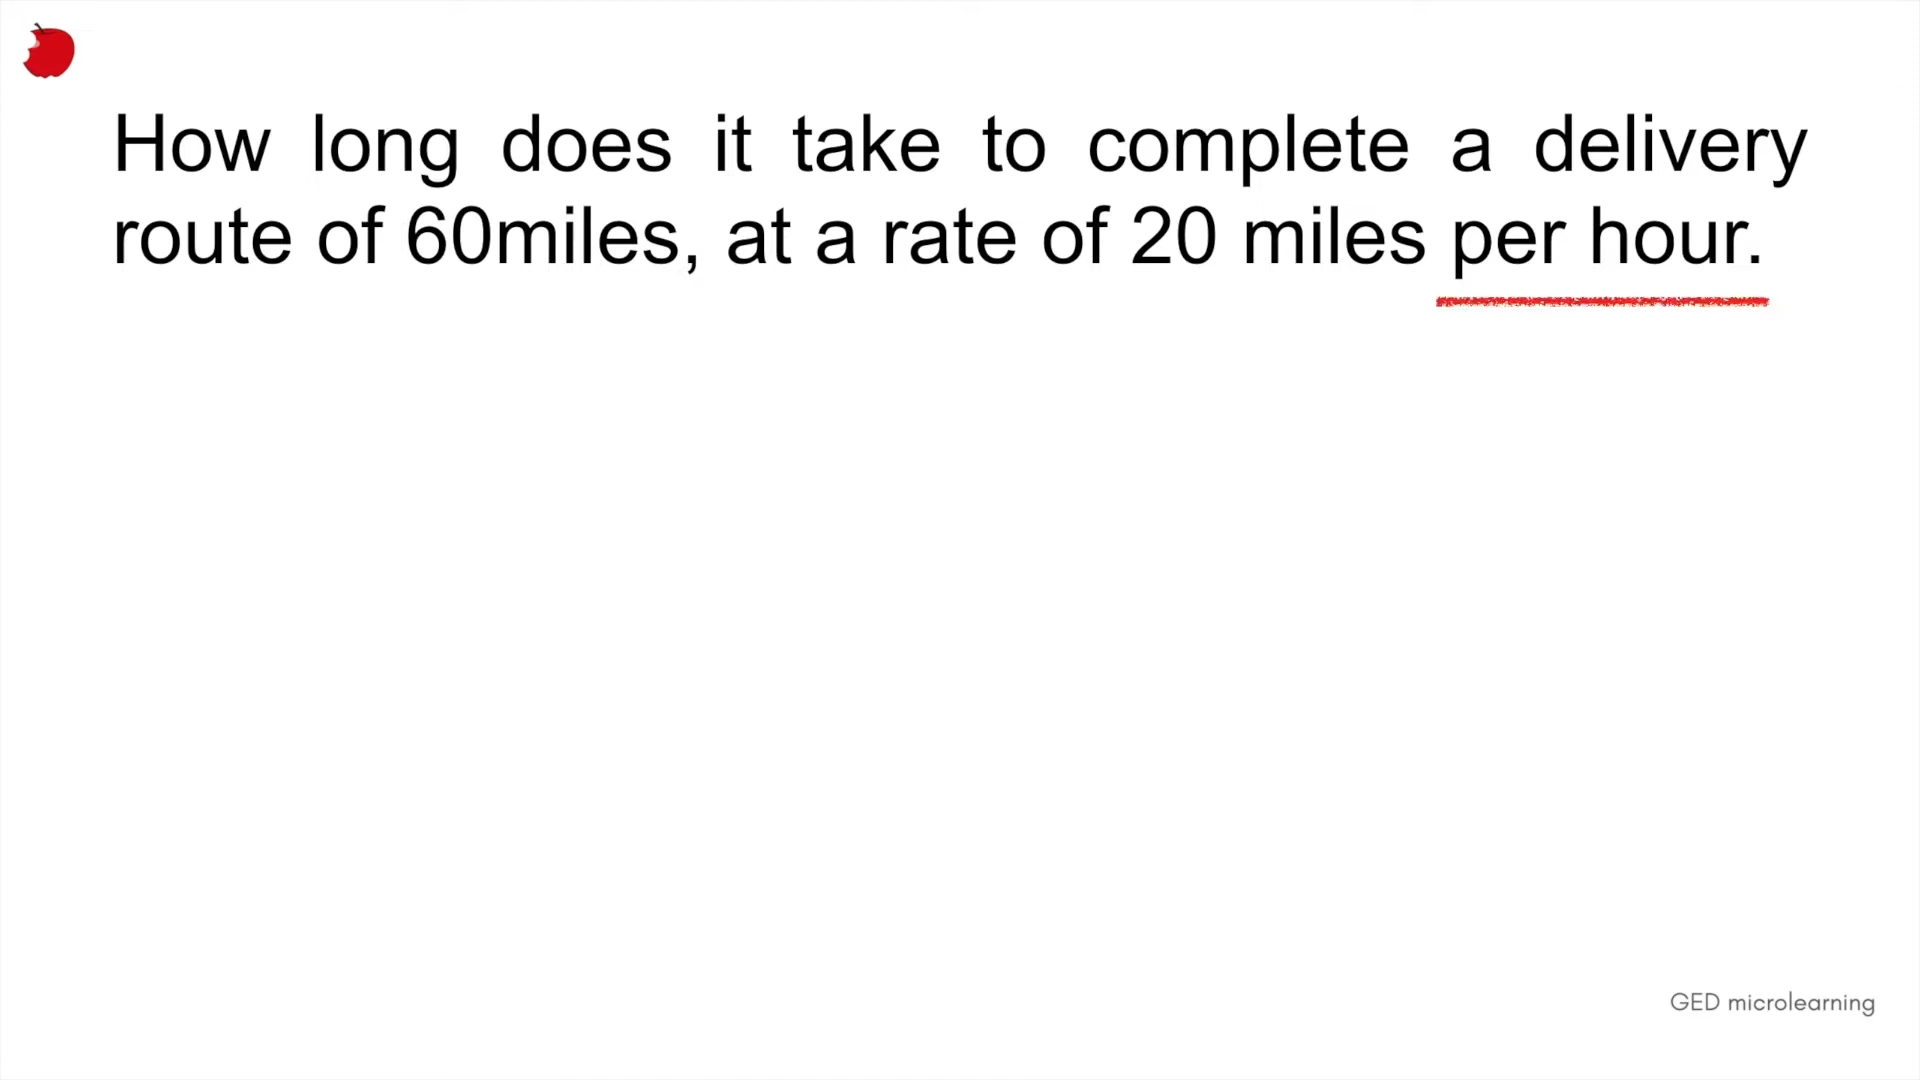 How long does it take to complete a delivery
route of 60miles, at a rate of 20 miles per hour.
GED microlearning